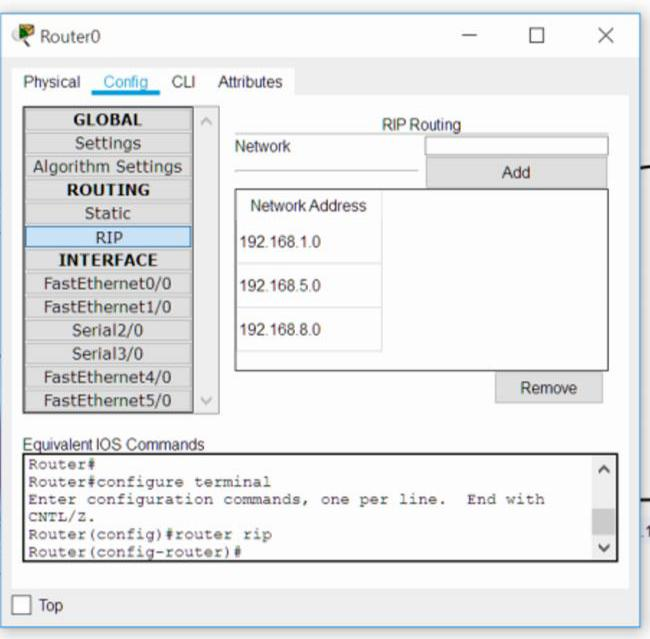 Router0
Physical Config CLI Attributes
GLOBAL
Settings
Algorithm Settings
ROUTING
Static
RIP
INTERFACE
FastEthernet0/0
FastEthernet1/0
Serial2/0
Serial3/0
FastEthernet4/0
FastEthernet5/0
RIP Routing
Network
Add
Network Address
192.168.1.0
192.168.5.0
192.168.8.0
Remove
Equivalent IOS Commands
Router#
Router#configure terminal
Enter configuration commands, one per line. End with
CNTL/Z.
Router(config)#router rip
Router(config-router)#
Top
.1